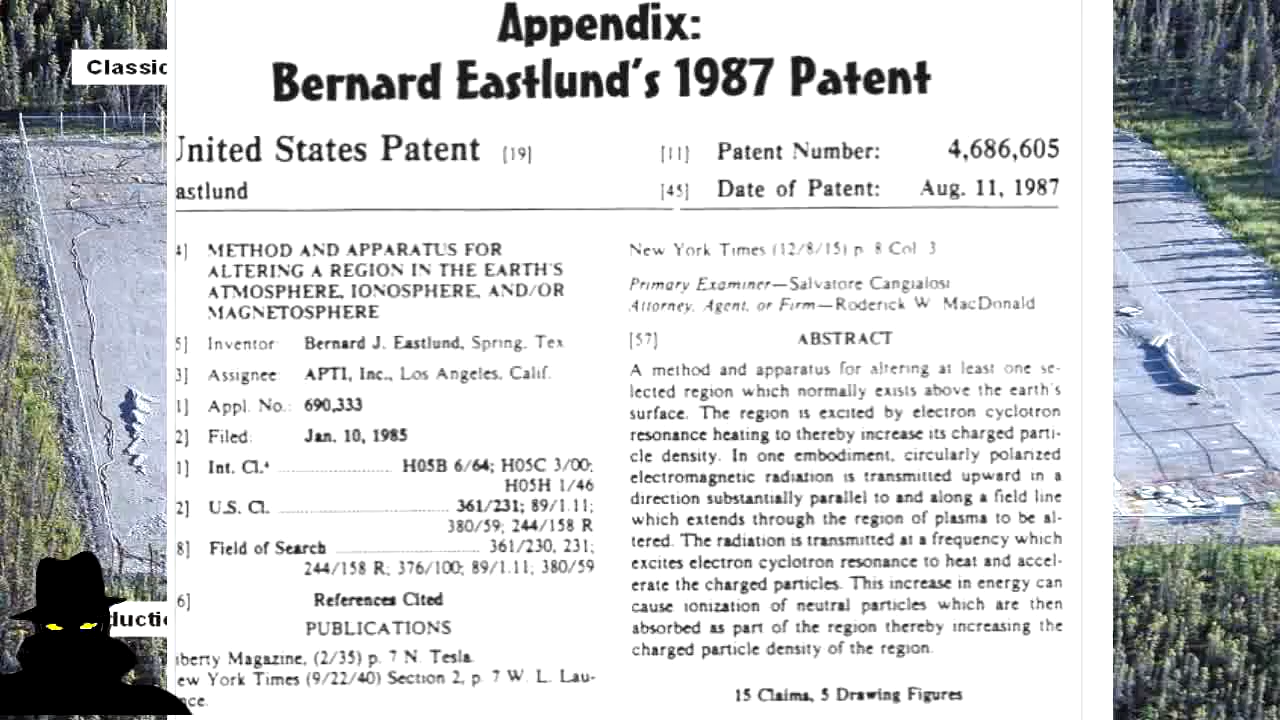 Appendix:
Bernard Eastlund's 1987 Patent
Classic
United States Patent [19]
astlund
[11] Patent Number: 4,686,605
[45] Date of Patent: Aug. 11, 1987
4] METHOD AND APPARATUS FOR
ALTERING A REGION IN THE EARTH'S
ATMOSPHERE, IONOSPHERE, AND/OR
MAGNETOSPHERE
5] Inventor: Bernard J. Eastlund, Spring, Tex
3] Assignee: APTI, Inc., Los Angeles, Calif.
1] Appl. No.: 690,333
2] Filed: Jan. 10, 1985
1] Int. Cl.⁴ H05B 6/64; H05C 3/00;
H05H 1/46
2] U.S. Cl. 361/231; 89/1.11;
380/59; 244/158 R
8] Field of Search 361/230, 231;
244/158 R; 376/100; 89/1.11; 380/59
6] References Cited
PUBLICATIONS
iberty Magazine, (2/35) p. 7 N. Tesla.
ew York Times (9/22/40) Section 2, p. 7 W. L. Lau-
nce.
New York Times (12/8/15) p. 8 Col. 3
Primary Examiner—Salvatore Cangialosi
Attorney, Agent, or Firm—Roderick W. MacDonald
[57] ABSTRACT
A method and apparatus for altering at least one se-
lected region which normally exists above the earth's
surface. The region is excited by electron cyclotron
resonance heating to thereby increase its charged parti-
cle density. In one embodiment, circularly polarized
electromagnetic radiation is transmitted upward in a
direction substantially parallel to and along a field line
which extends through the region of plasma to be al-
tered. The radiation is transmitted at a frequency which
excites electron cyclotron resonance to heat and accel-
erate the charged particles. This increase in energy can
cause ionization of neutral particles which are then
absorbed as part of the region thereby increasing the
charged particle density of the region.
15 Claims, 5 Drawing Figures
ductio